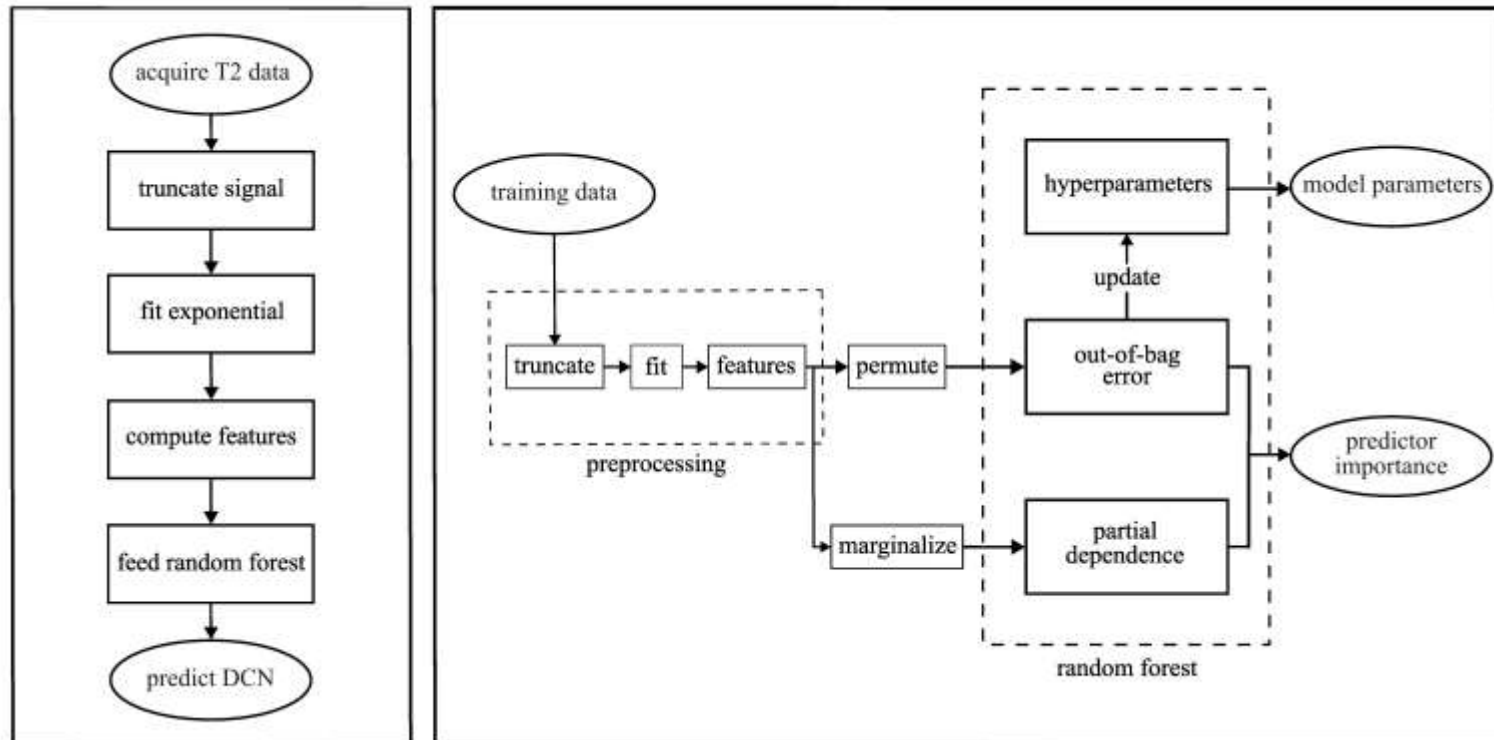 acquire T2 data
truncate signal
fit exponential
compute features
feed random forest
predict DCN
training data
truncate
fit
features
preprocessing
permute
marginalize
hyperparameters
update
out-of-bag
error
partial
dependence
random forest
model parameters
predictor
importance